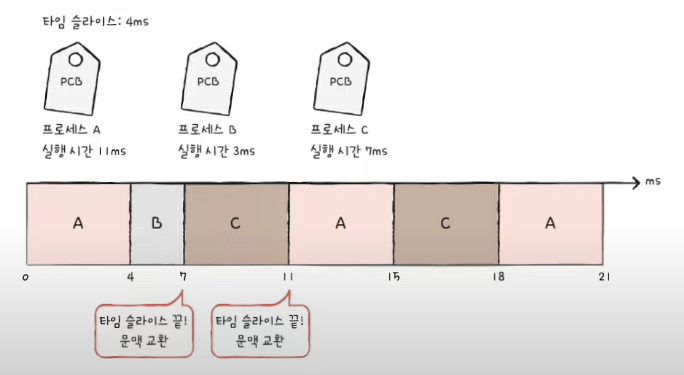 타임 슬라이스: 4ms
PCB
PCB
PCB
프로세스 A
실행 시간 11ms
프로세스 B
실행 시간 3ms
프로세스 C
실행 시간 7ms
ms
A
B
C
A
C
A
0
4
7
11
15
18
21
타임 슬라이스 끝!
문맥 교환
타임 슬라이스 끝!
문맥 교환